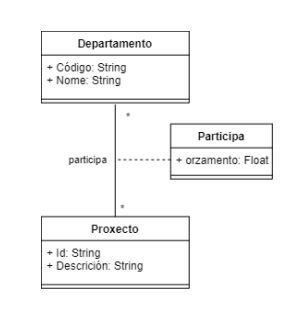 Departamento
+ Código: String
+ Nome: String
*
Participa
participa
+ orzamento: Float
*
Proxecto
+ Id: String
+ Descrición: String